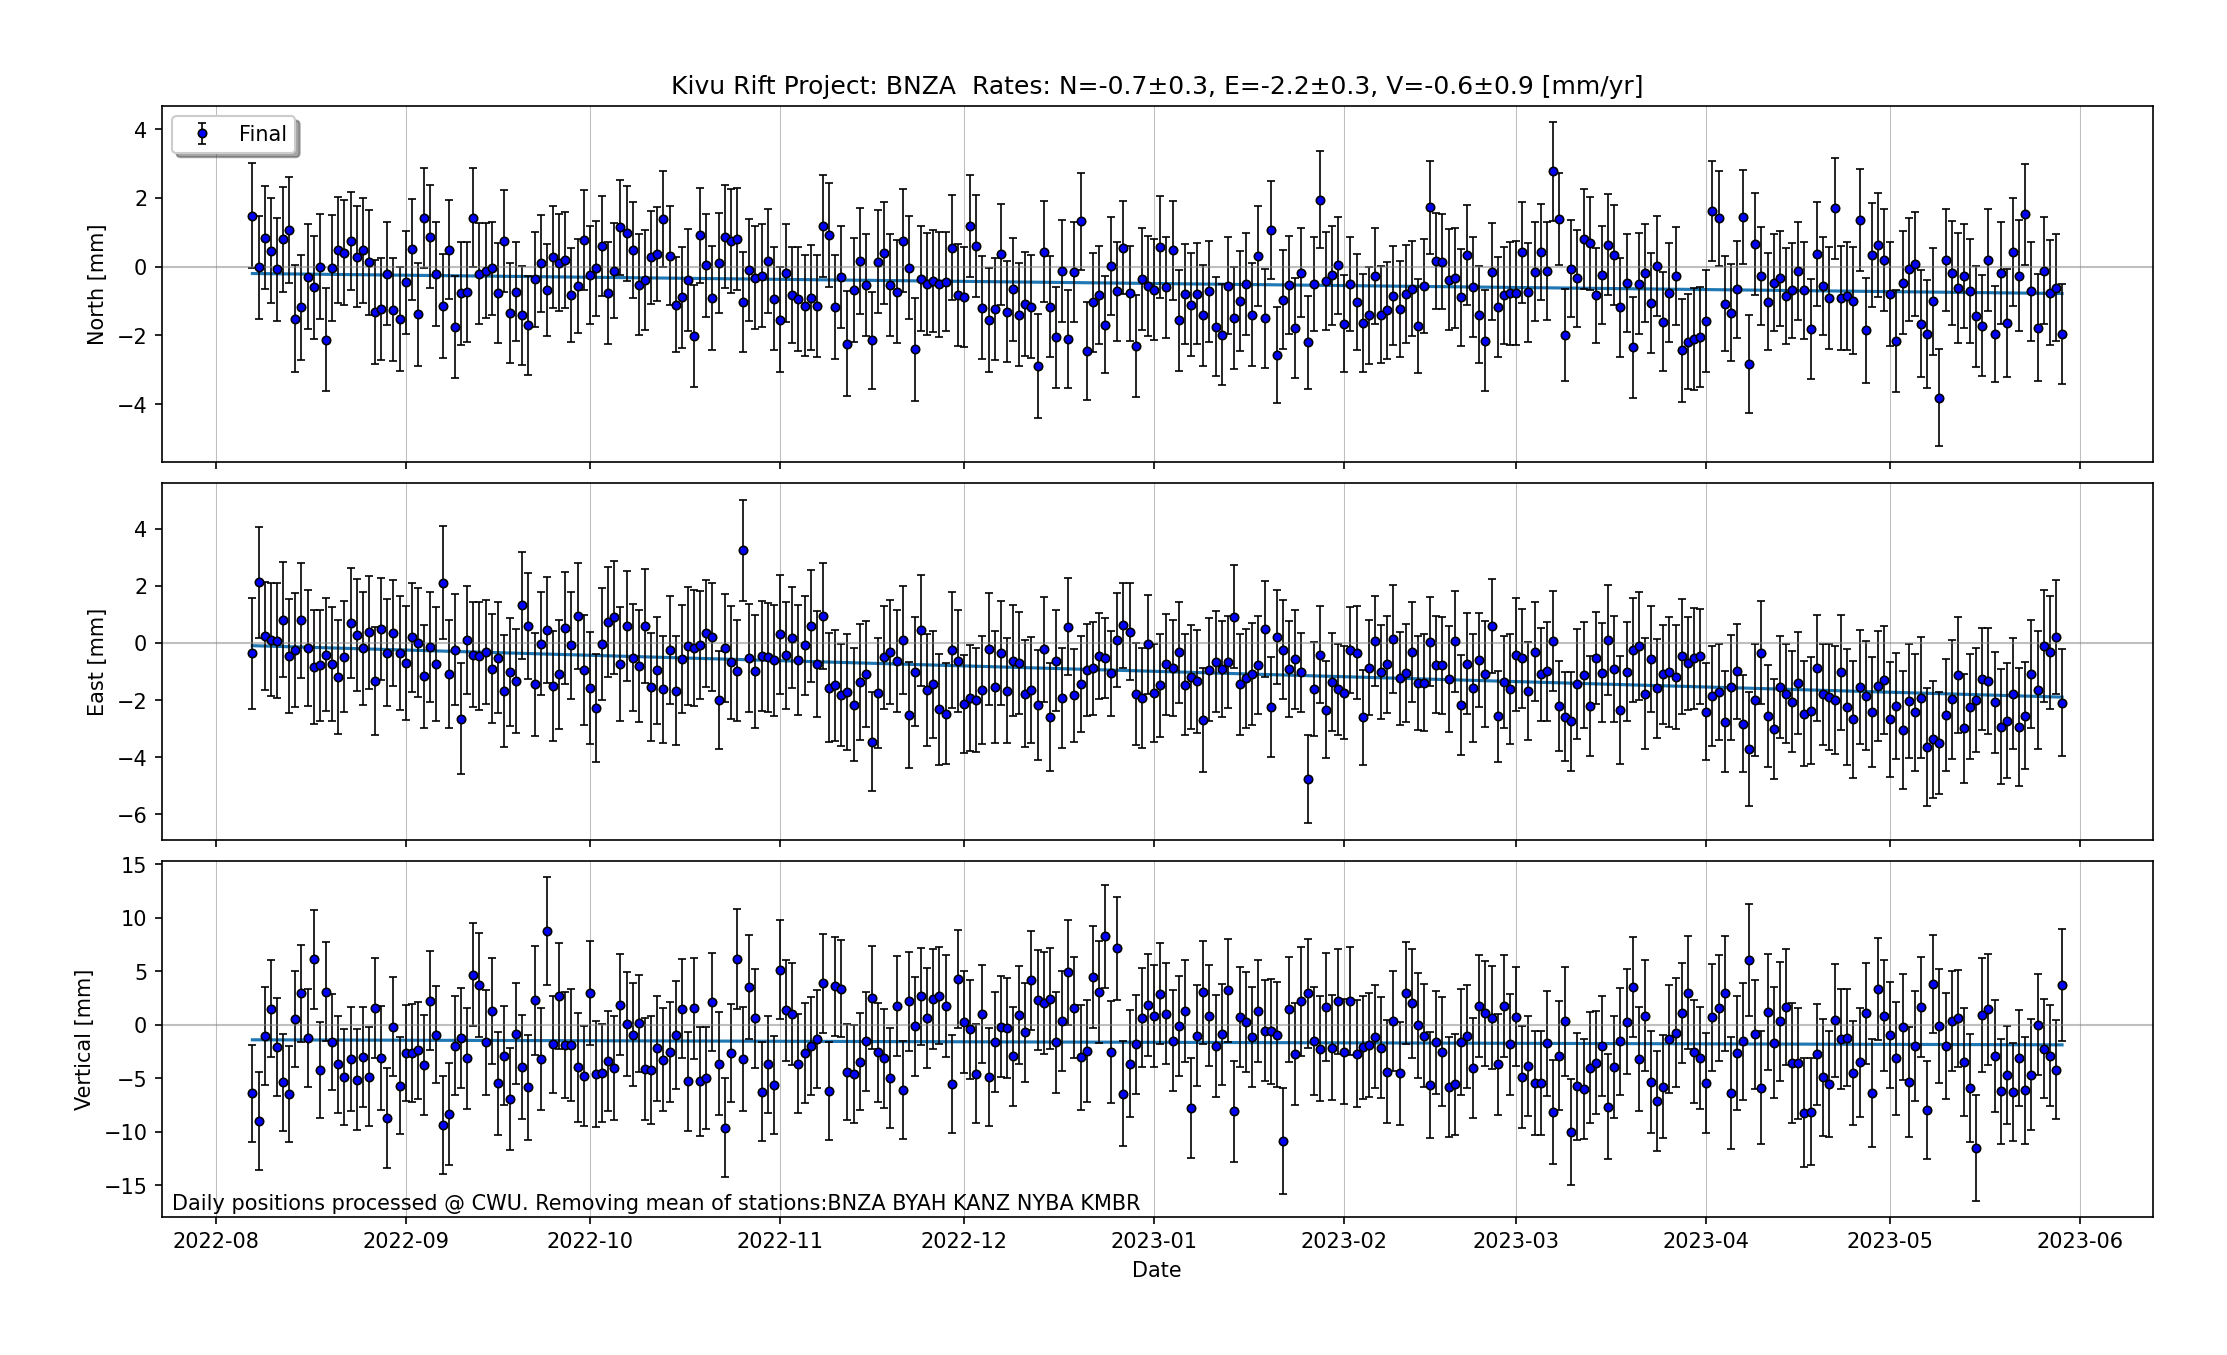 Kivu Rift Project: BNZA  Rates: N=-0.7±0.3, E=-2.2±0.3, V=-0.6±0.9 [mm/yr]
Final
North [mm]
4
2
0
−2
−4
East [mm]
4
2
0
−2
−4
−6
Vertical [mm]
15
10
5
0
−5
−10
−15
Daily positions processed @ CWU. Removing mean of stations:BNZA BYAH KANZ NYBA KMBR
2022-08 2022-09 2022-10 2022-11 2022-12 2023-01 2023-02 2023-03 2023-04 2023-05 2023-06
Date